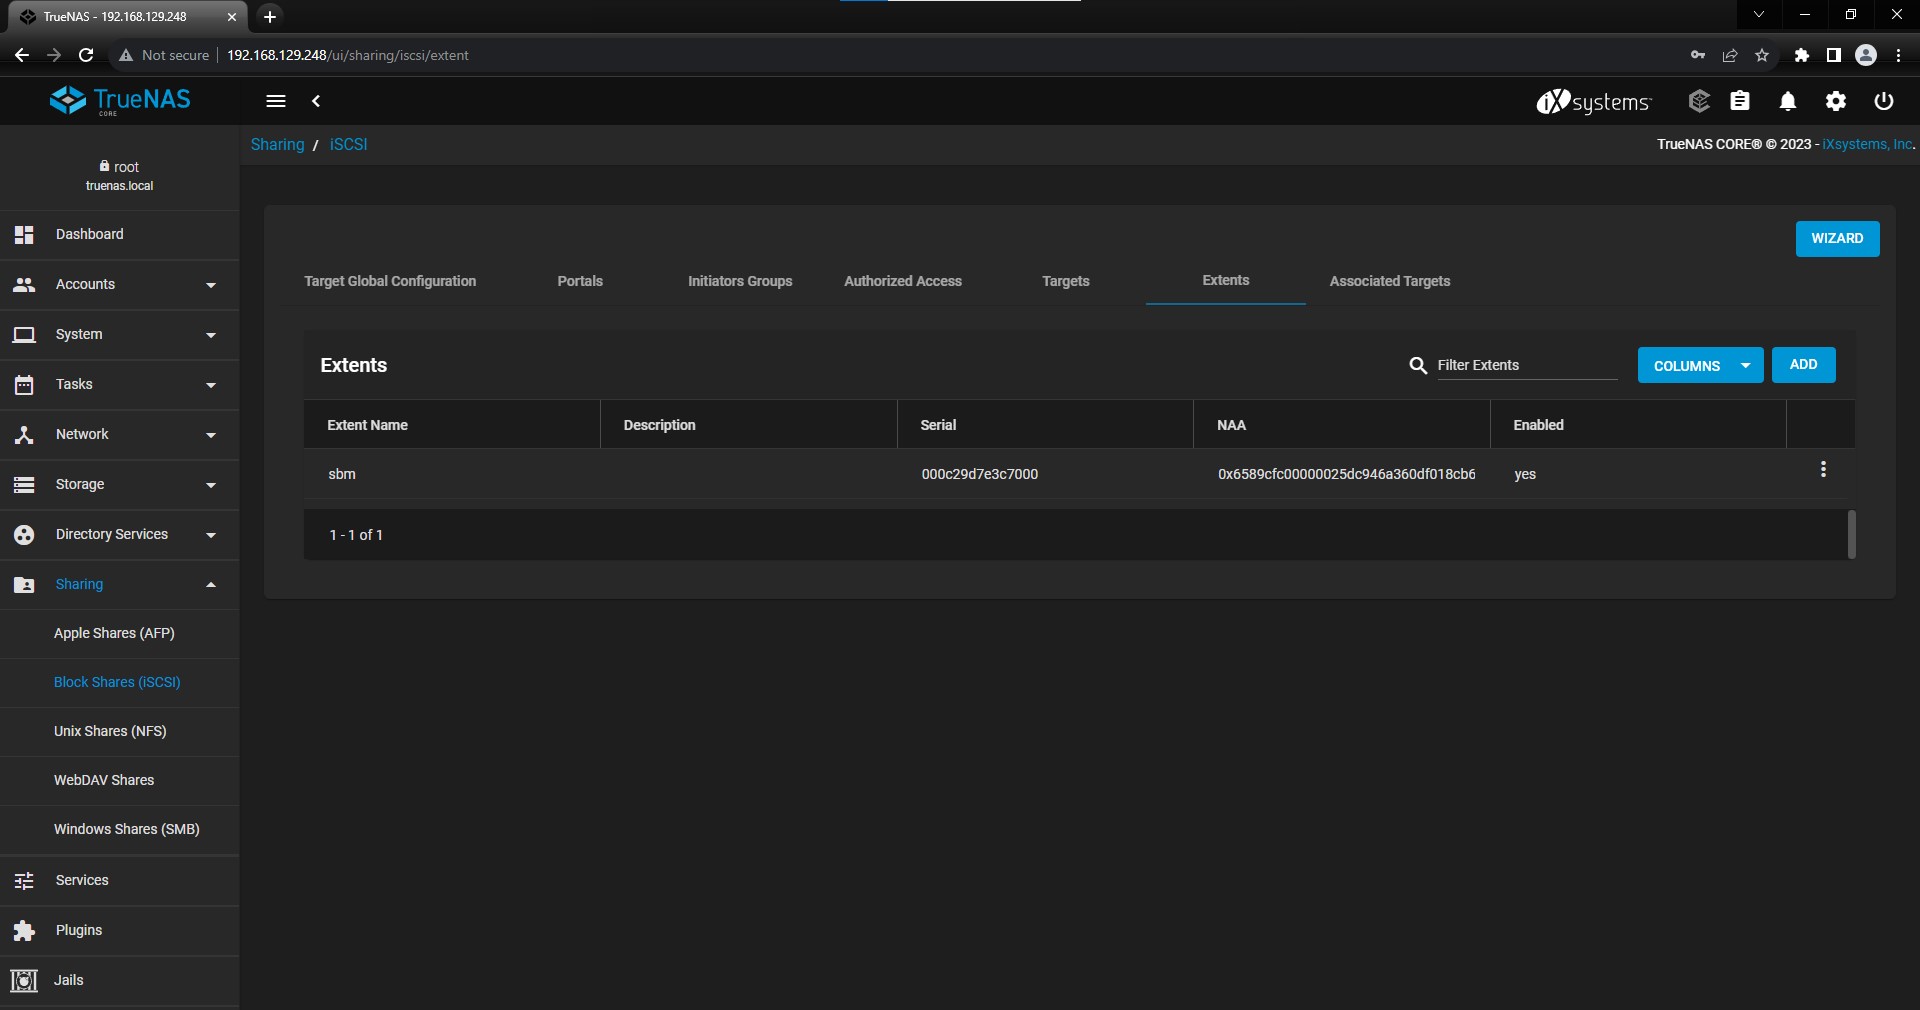 TrueNAS - 192.168.129.248
Not secure 192.168.129.248/ui/sharing/iscsi/extent
TrueNAS
CORE
iXsystems
Sharing / iSCSI
TrueNAS CORE® © 2023 - iXsystems, Inc.
root
truenas.local
Dashboard
Accounts
System
Tasks
Network
Storage
Directory Services
Sharing
Apple Shares (AFP)
Block Shares (iSCSI)
Unix Shares (NFS)
WebDAV Shares
Windows Shares (SMB)
Services
Plugins
Jails
WIZARD
Target Global Configuration Portals Initiators Groups Authorized Access Targets Extents Associated Targets
Extents Filter Extents COLUMNS ADD
Extent Name Description Serial NAA Enabled
sbm 000c29d7e3c7000 0x6589cfc00000025dc946a360df018cb6 yes
1 - 1 of 1